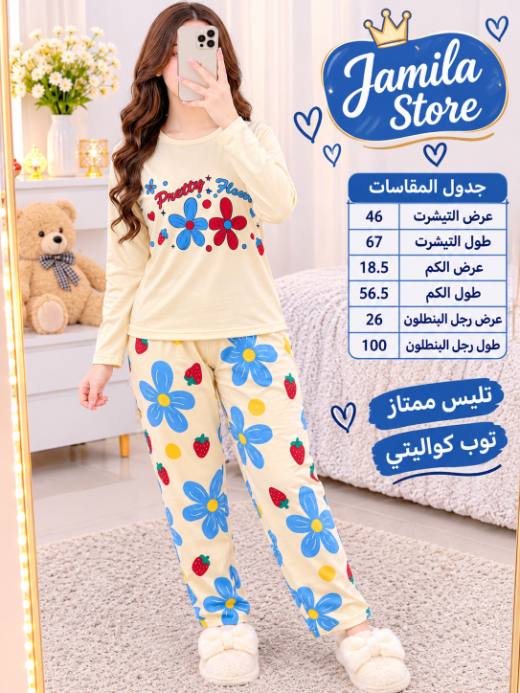 Jamila
Store
جدول المقاسات
عرض التيشرت 46
طول التيشرت 67
عرض الكم 18.5
طول الكم 56.5
عرض رجل البنطلون 26
طول رجل البنطلون 100
تليس ممتاز
توب كواليتي
Pretty Flower